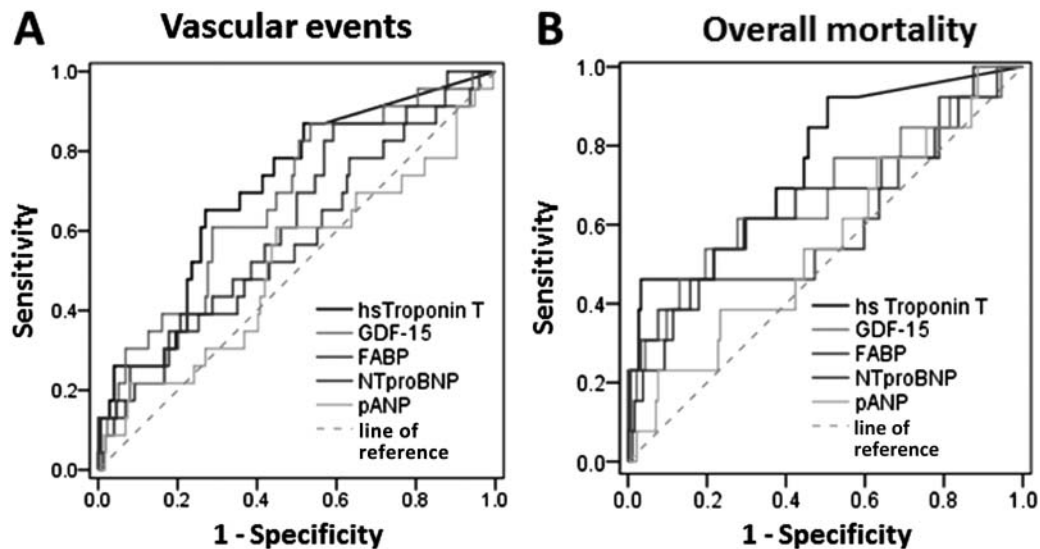 A Vascular events
Sensitivity
1.0
0.8
0.6
0.4
0.2
0.0
hsTroponin T
GDF-15
FABP
NTproBNP
pANP
line of
reference
0.0 0.2 0.4 0.6 0.8 1.0
1 - Specificity
B Overall mortality
Sensitivity
1.0
0.8
0.6
0.4
0.2
0.0
hs Troponin T
GDF-15
FABP
NTproBNP
pANP
line of
reference
0.0 0.2 0.4 0.6 0.8 1.0
1 - Specificity